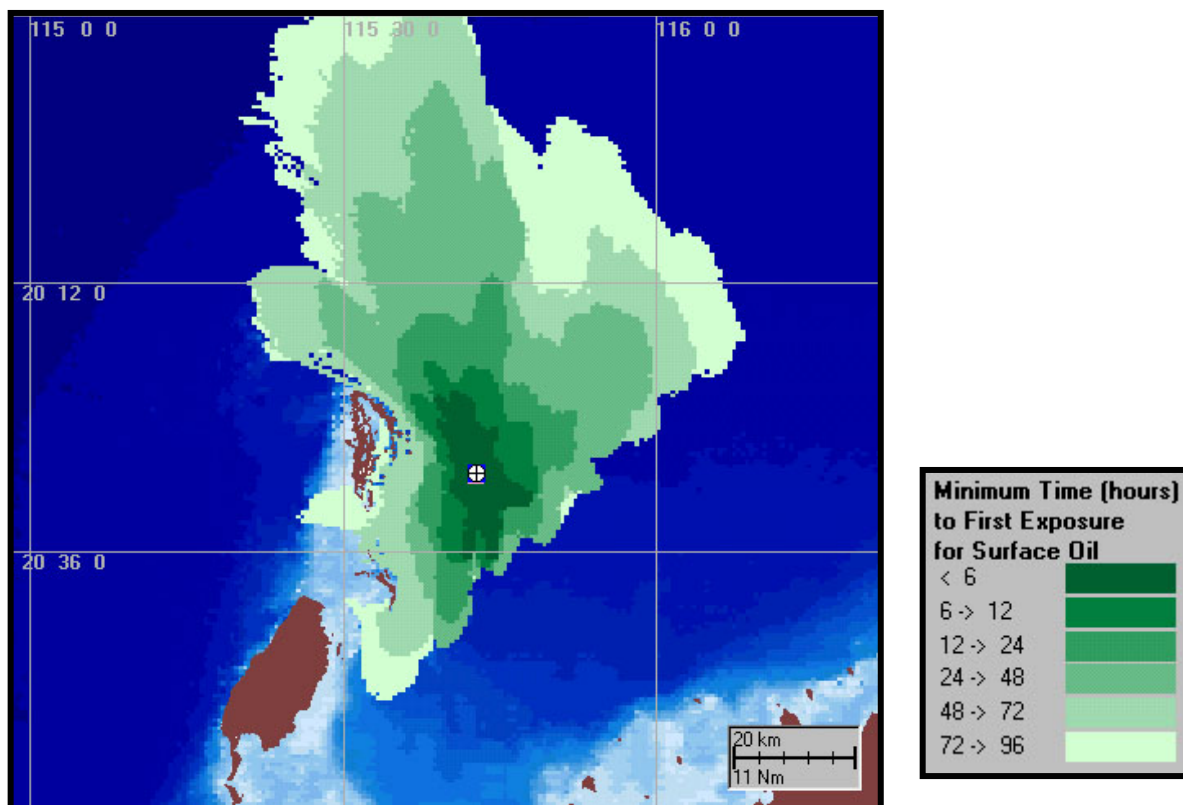 115 0 0
115 30 0
116 0 0
20 12 0
20 36 0
20 km
11 Nm
Minimum Time (hours)
to First Exposure
for Surface Oil
< 6
6 -> 12
12 -> 24
24 -> 48
48 -> 72
72 -> 96